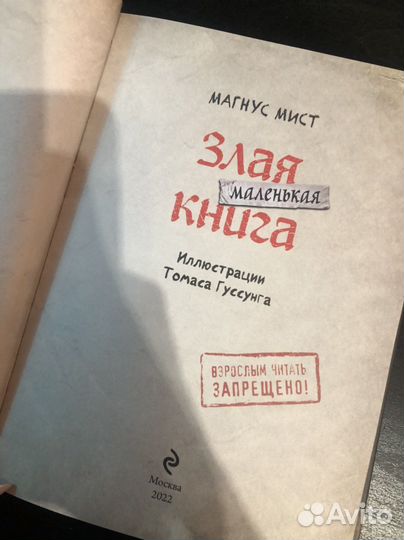 МАГНУС МИСТ
Злая
маленькая
книга
Иллюстрации
Томаса Гуссунга
ВЗРОСЛЫМ ЧИТАТЬ
ЗАПРЕЩЕНО!
Москва
2022
Avito